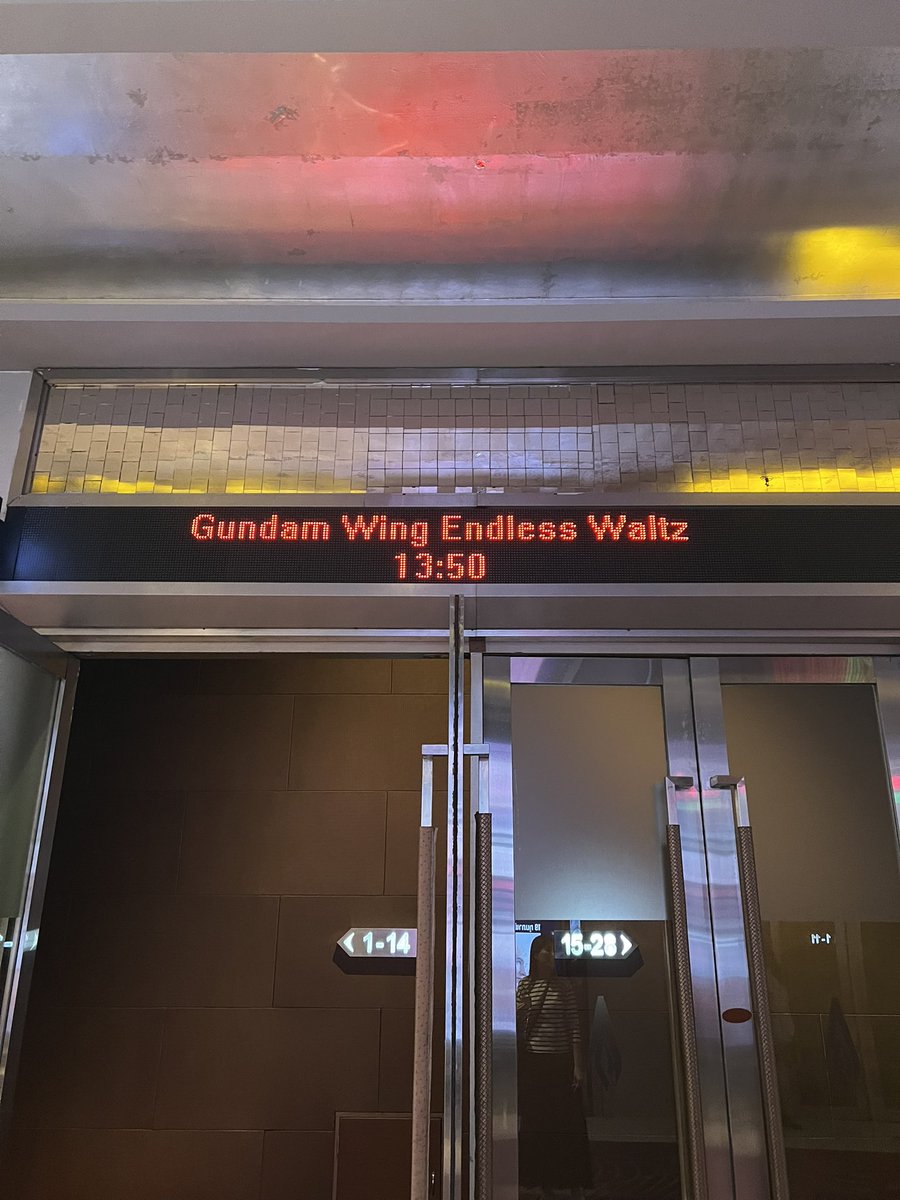 Gundam Wing Endless Waltz
13:50
< 1-14
15-28 >